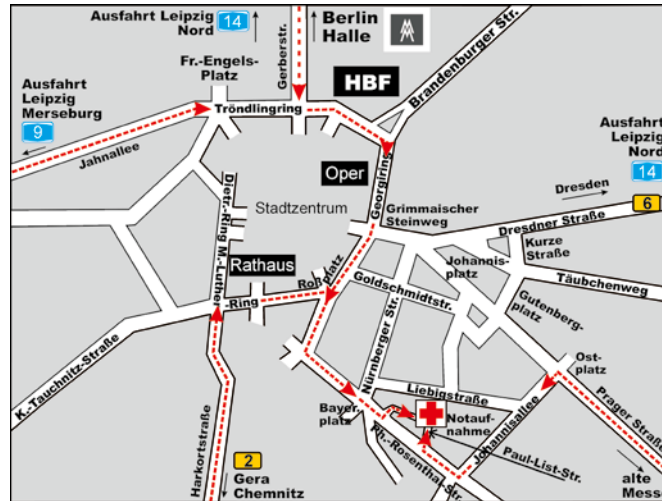 Ausfahrt Leipzig
Nord
14
Berlin
Halle
Gerberstr.
Fr.-Engels-
Platz
HBF
Brandenburger Str.
Ausfahrt
Leipzig
Merseburg
9
Tröndlingring
Jahnallee
Ausfahrt
Leipzig
Nord
14
Oper
Georgiring
Dresden
6
Dittr.-Ring
Stadtzentrum
Grimmaischer
Steinweg
Dresdner Straße
Kurze
Straße
Johannis-
platz
Täubchenweg
Rathaus
Roßplatz
M.-Luther
-Ring
Goldschmidtstr.
Gutenberg-
platz
Nürnberger Str.
K.-Tauchnitz-Straße
Ost-
platz
Liebigstraße
Prager Straße
Bayer.
platz
Notauf-
nahme
Johannisallee
Harkortstraße
Ph.-Rosenthal-Str.
Paul-List-Str.
2
Gera
Chemnitz
alte
Mess